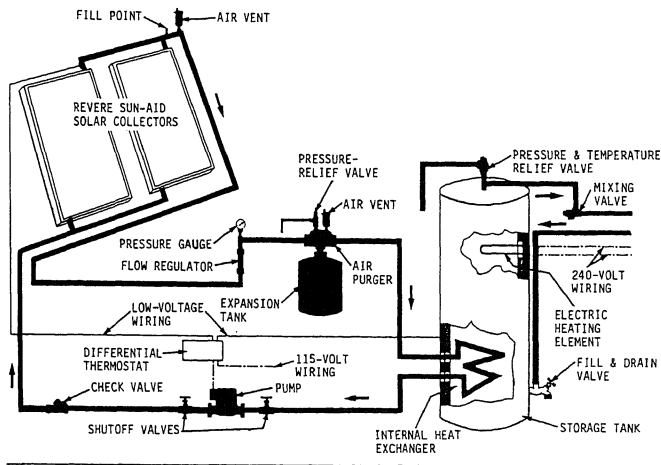 FILL POINT
AIR VENT
REVERE SUN-AID
SOLAR COLLECTORS
PRESSURE-
RELIEF VALVE
AIR VENT
PRESSURE & TEMPERATURE
RELIEF VALVE
MIXING
VALVE
PRESSURE GAUGE
FLOW REGULATOR
AIR
PURGER
EXPANSION
TANK
240-VOLT
WIRING
ELECTRIC
HEATING
ELEMENT
LOW-VOLTAGE
WIRING
DIFFERENTIAL
THERMOSTAT
115-VOLT
WIRING
PUMP
CHECK VALVE
SHUTOFF VALVES
FILL & DRAIN
VALVE
INTERNAL HEAT
EXCHANGER
STORAGE TANK